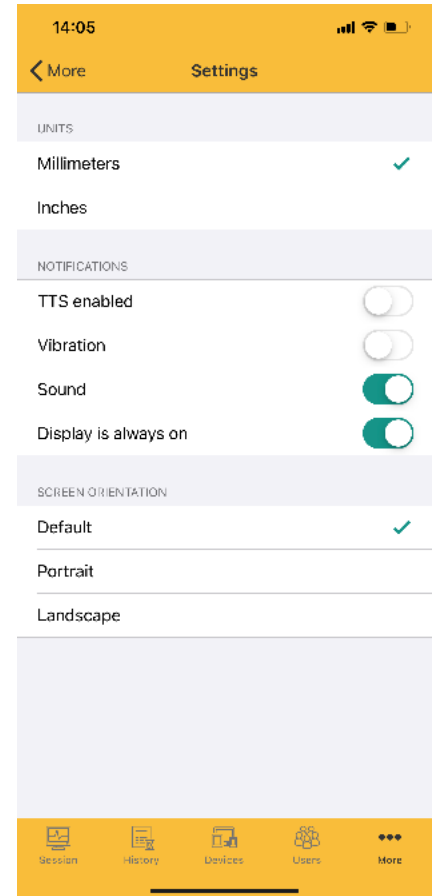 14:05
More Settings
UNITS
Millimeters
Inches
NOTIFICATIONS
TTS enabled
Vibration
Sound
Display is always on
SCREEN ORIENTATION
Default
Portrait
Landscape
Session History Devices Users More